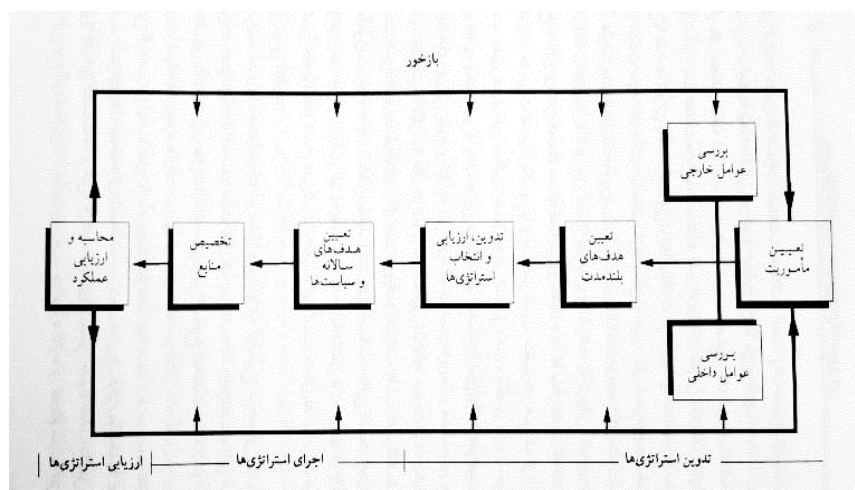 بازخور
بررسی
عوامل خارجی
تعیین
مأموریت
بررسی
عوامل داخلی
تعیین
هدف‌های
بلندمدت
تدوین، ارزیابی
و انتخاب
استراتژی‌ها
تعیین
هدف‌های
سالانه
و سیاست‌ها
تخصیص
منابع
محاسبه و
ارزیابی
عملکرد
تدوین استراتژی‌ها
اجرای استراتژی‌ها
ارزیابی استراتژی‌ها